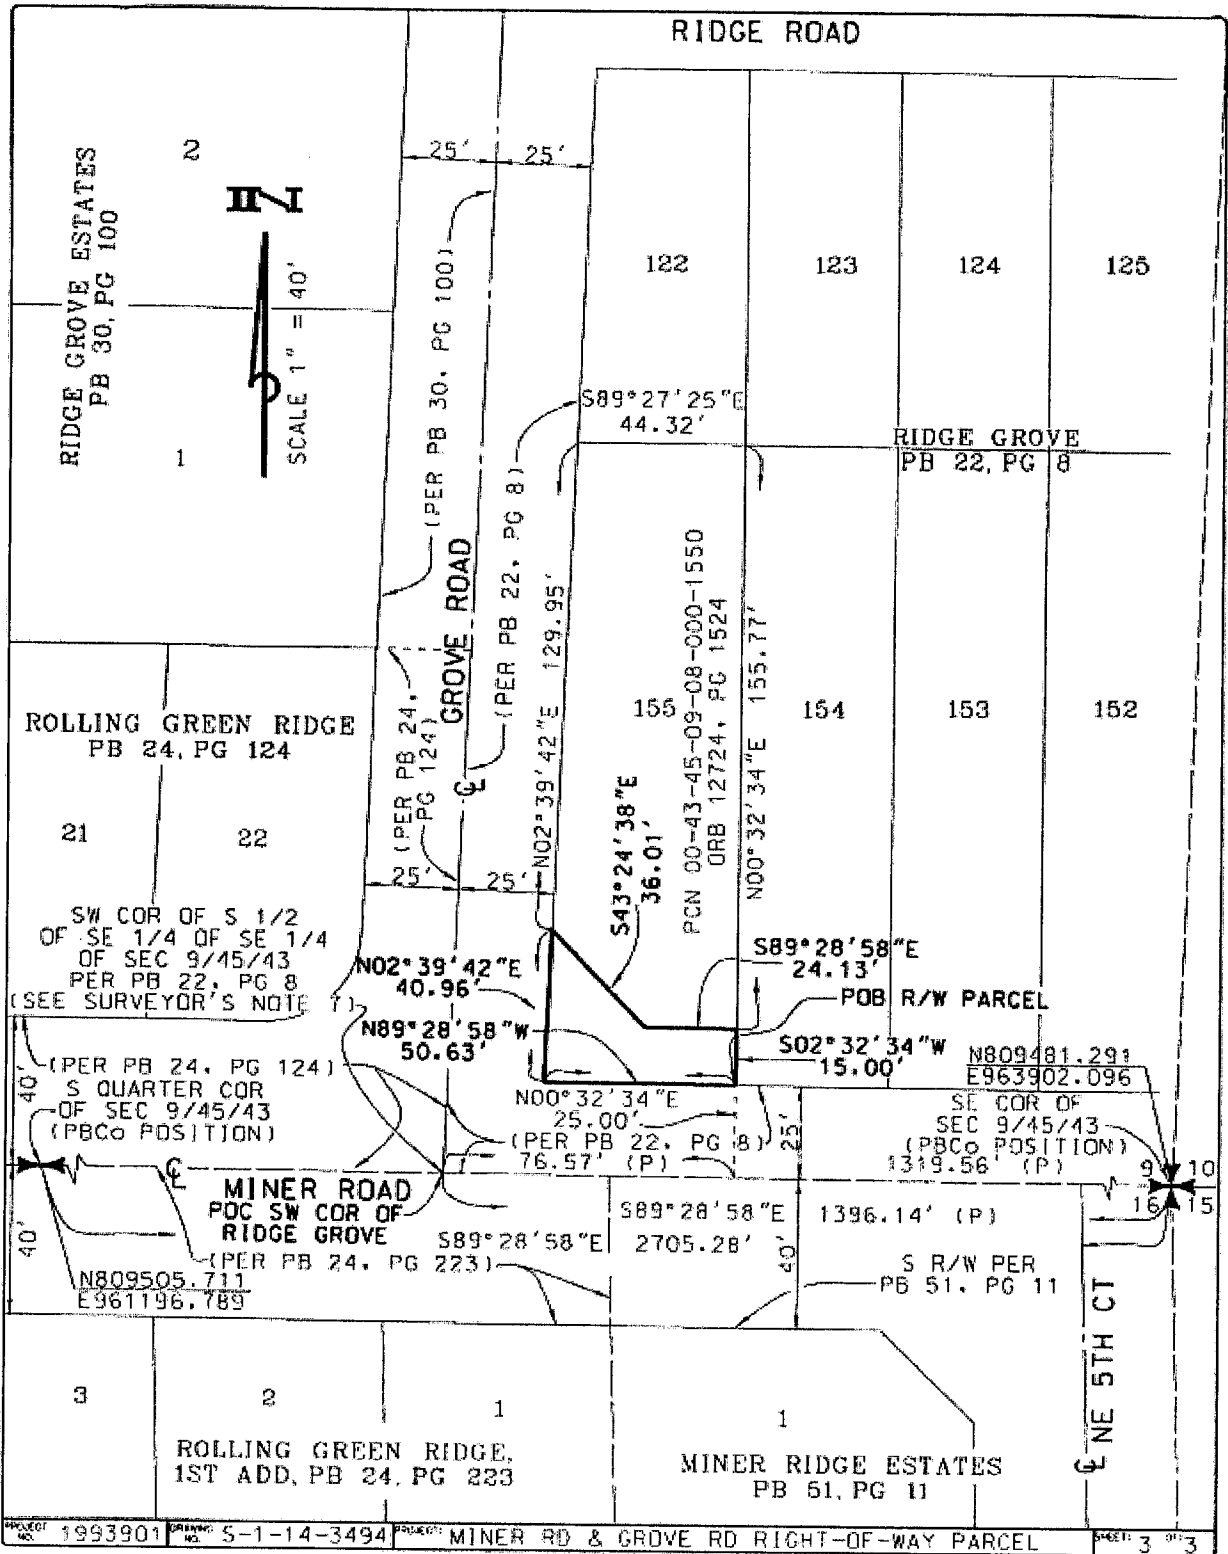 RIDGE ROAD
2
25'
25'
N
RIDGE GROVE ESTATES
PB 30, PG 100
SCALE 1" = 40'
(PER PB 30, PG 100)
122
123
124
125
1
S89°27'25"E
44.32'
RIDGE GROVE
PB 22, PG 8
(PER PB 22, PG 8)
GROVE ROAD
N02°39'42"E 129.95'
155
PCN 00-43-45-09-08-000-1550
ORB 12724, PG 1524
N00°32'34"E 155.77'
154
153
152
ROLLING GREEN RIDGE
PB 24, PG 124
(PER PB 24,
PG 124)
CL
21
22
25'
25'
S43°24'38"E
36.01'
SW COR OF S 1/2
OF SE 1/4 OF SE 1/4
OF SEC 9/45/43
PER PB 22, PG 8
(SEE SURVEYOR'S NOTE 7)
N02°39'42"E
40.96'
S89°28'58"E
24.13'
POB R/W PARCEL
N89°28'58"W
50.63'
S02°32'34"W
15.00'
N809481.291
E963902.096
40'
(PER PB 24, PG 124)
S QUARTER COR
OF SEC 9/45/43
(PBCo POSITION)
N00°32'34"E
25.00'
(PER PB 22, PG 8)
76.57' (P)
25'
SE COR OF
SEC 9/45/43
(PBCo POSITION)
1319.56' (P)
9
10
16
15
CL
MINER ROAD
POC SW COR OF
RIDGE GROVE
40'
S89°28'58"E
1396.14' (P)
S89°28'58"E
2705.28'
40'
(PER PB 24, PG 223)
N809505.711
E961196.789
S R/W PER
PB 51, PG 11
CL NE 5TH CT
3
2
1
1
ROLLING GREEN RIDGE,
1ST ADD, PB 24, PG 223
MINER RIDGE ESTATES
PB 51, PG 11
PROJECT NO. 1993901 DRAWING NO. S-1-14-3494 PROJECT: MINER RD & GROVE RD RIGHT-OF-WAY PARCEL SHEET: 3 OF: 3